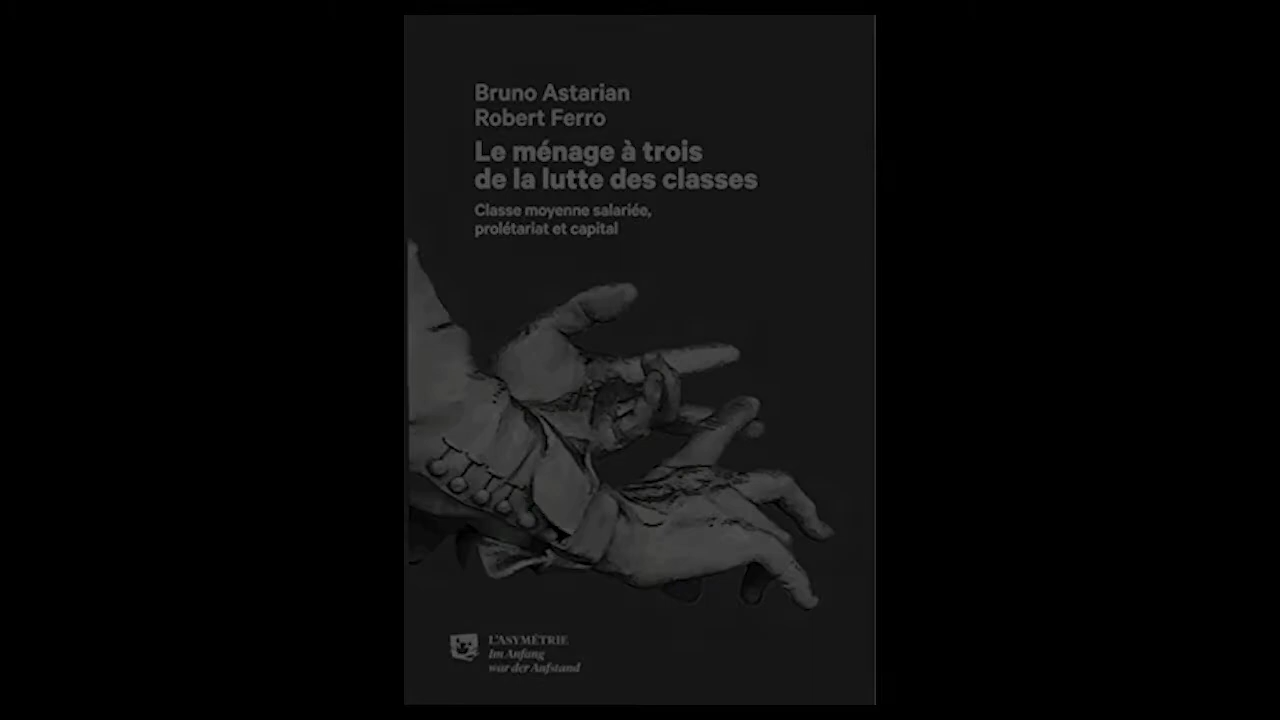 Bruno Astarian
Robert Ferro
Le ménage à trois
de la lutte des classes
Classe moyenne salariée,
prolétariat et capital
L'ASYMÉTRIE
Im Anfang
war der Aufstand